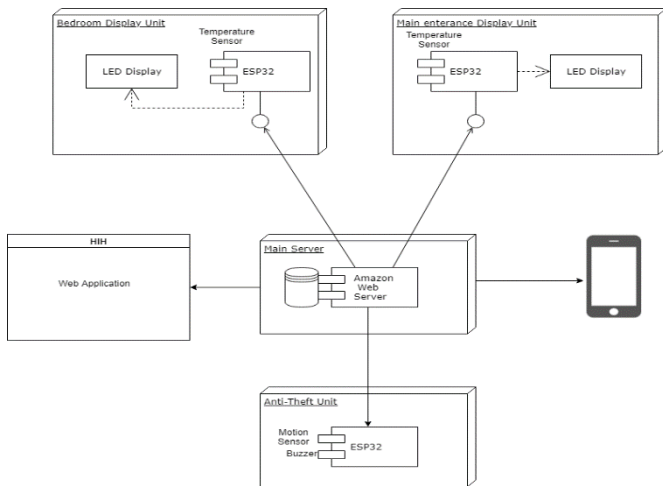 Bedroom Display Unit
Temperature
Sensor
LED Display
ESP32
Main enterance Display Unit
Temperature
Sensor
ESP32
LED Display
HIH
Web Application
Main Server
Amazon
Web
Server
Anti-Theft Unit
Motion
Sensor
Buzzer
ESP32